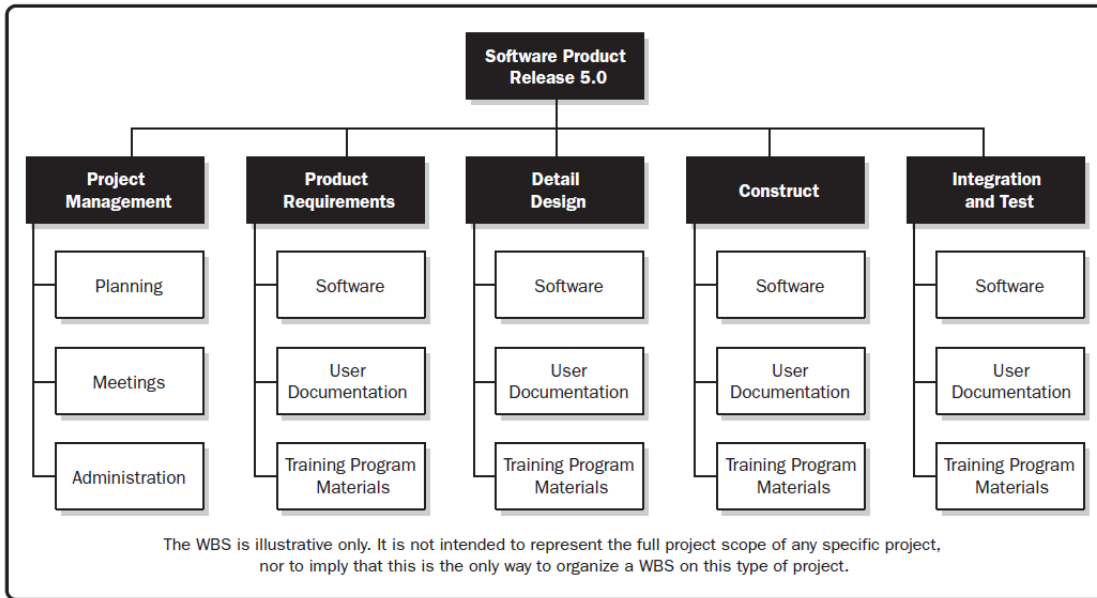 Software Product
Release 5.0
Project
Management
Product
Requirements
Detail
Design
Construct
Integration
and Test
Planning
Software
Software
Software
Software
Meetings
User
Documentation
User
Documentation
User
Documentation
User
Documentation
Administration
Training Program
Materials
Training Program
Materials
Training Program
Materials
Training Program
Materials
The WBS is illustrative only. It is not intended to represent the full project scope of any specific project,
nor to imply that this is the only way to organize a WBS on this type of project.